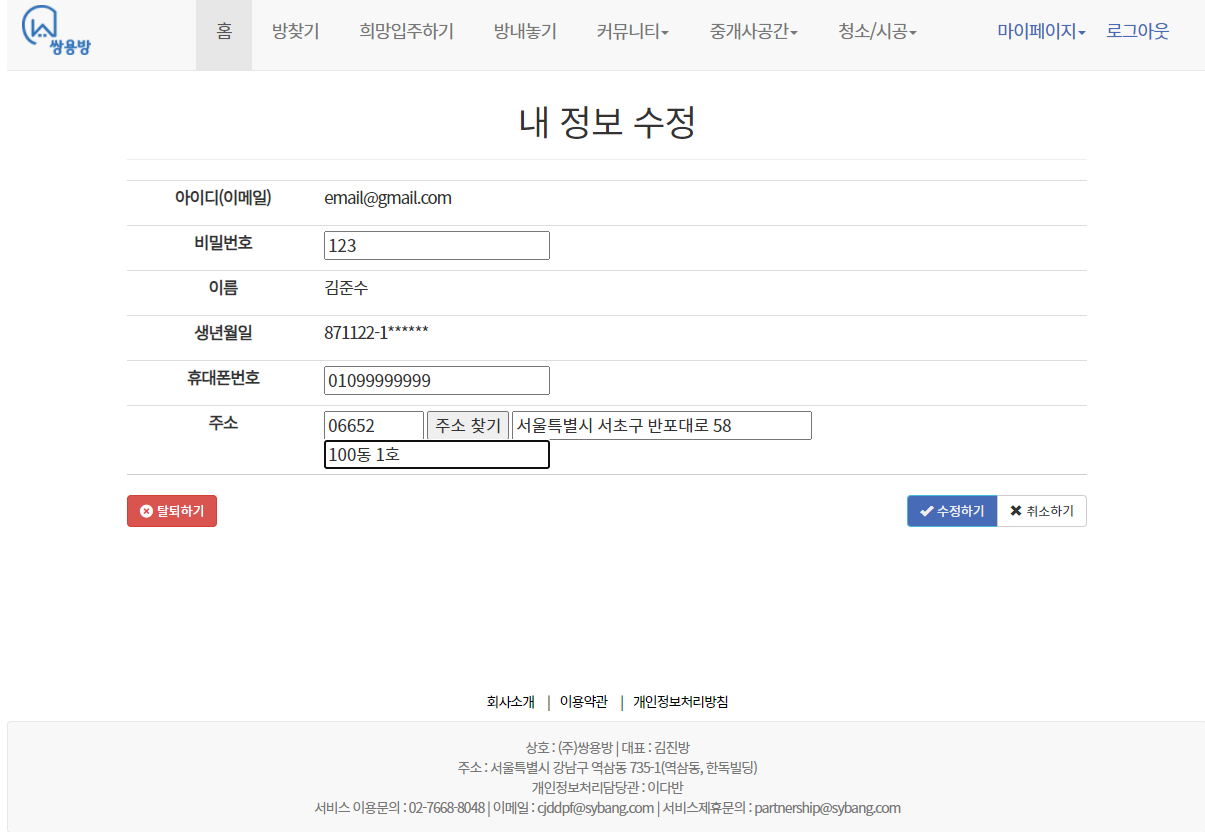 쌍용방
홈 방찾기 희망입주하기 방내놓기 커뮤니티 중개사공간 청소/시공 마이페이지 로그아웃
내 정보 수정
아이디(이메일) email@gmail.com
비밀번호 123
이름 김준수
생년월일 871122-1******
휴대폰번호 01099999999
주소 06652 주소 찾기 서울특별시 서초구 반포대로 58
100동 1호
탈퇴하기 수정하기 취소하기
회사소개 | 이용약관 | 개인정보처리방침
상호 : (주)쌍용방 | 대표 : 김진방
주소 : 서울특별시 강남구 역삼동 735-1(역삼동, 한독빌딩)
개인정보처리담당관 : 이다반
서비스 이용문의 : 02-7668-8048 | 이메일 : cjddpf@sybang.com | 서비스제휴문의 : partnership@sybang.com